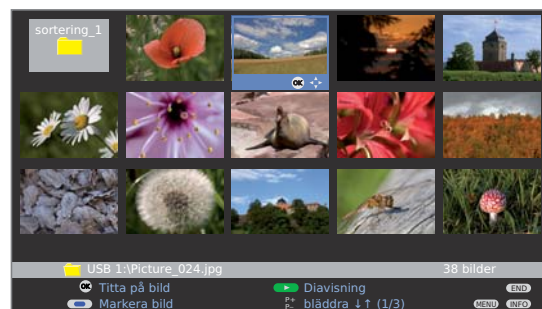 sortering_1
OK
USB 1:\Picture_024.jpg 38 bilder
OK Titta på bild Diavisning END
Markera bild P+ P- bläddra ↓↑ (1/3) MENU INFO